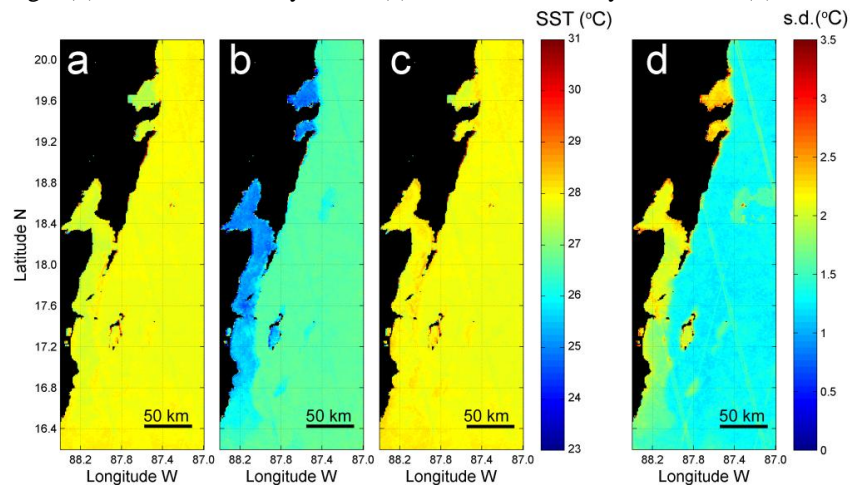 SST (°C)
s.d.(°C)
a
b
c
d
20.0
19.6
19.2
18.8
18.4
18.0
17.6
17.2
16.8
16.4
Latitude N
50 km
50 km
50 km
50 km
88.2 87.8 87.4 87.0
88.2 87.8 87.4 87.0
88.2 87.8 87.4 87.0
88.2 87.8 87.4 87.0
Longitude W
Longitude W
Longitude W
Longitude W
31
30
29
28
27
26
25
24
23
3.5
3
2.5
2
1.5
1
0.5
0